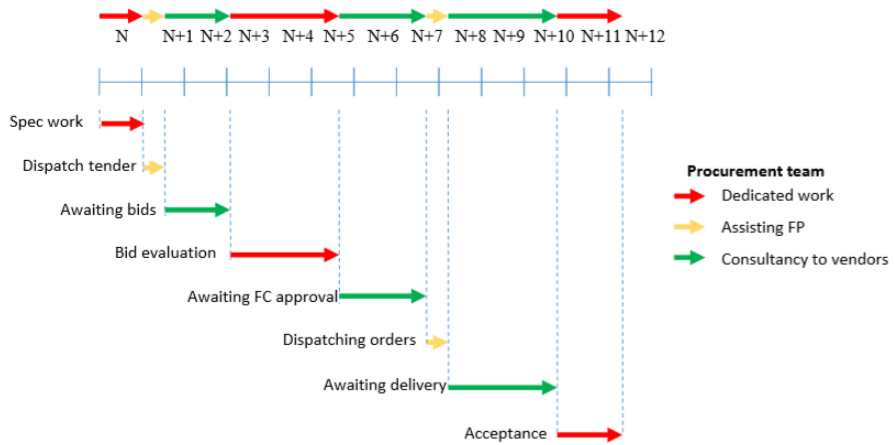 N N+1 N+2 N+3 N+4 N+5 N+6 N+7 N+8 N+9 N+10 N+11 N+12
Spec work
Dispatch tender
Awaiting bids
Bid evaluation
Awaiting FC approval
Dispatching orders
Awaiting delivery
Acceptance
Procurement team
Dedicated work
Assisting FP
Consultancy to vendors